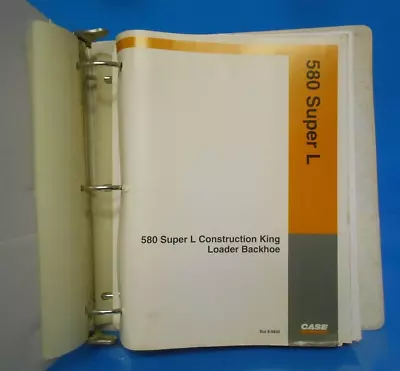 580 Super L
580 Super L Construction King
Loader Backhoe
CASE